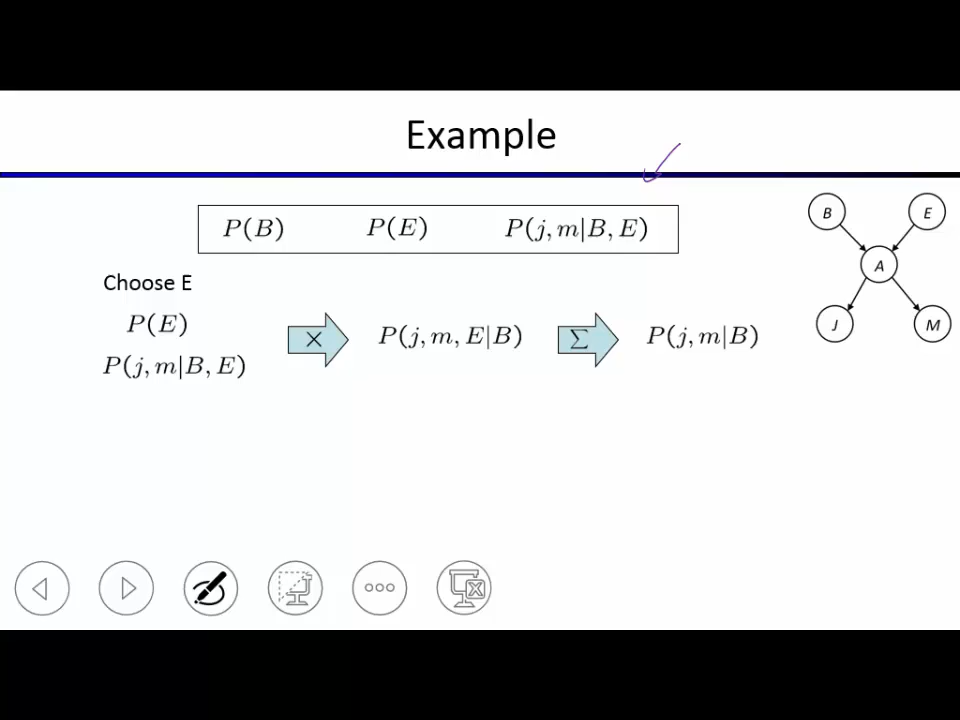 Example
P(B) P(E) P(j, m|B, E)
B E
A
J M
Choose E
P(E)
P(j, m|B, E)
× P(j, m, E|B) Σ P(j, m|B)